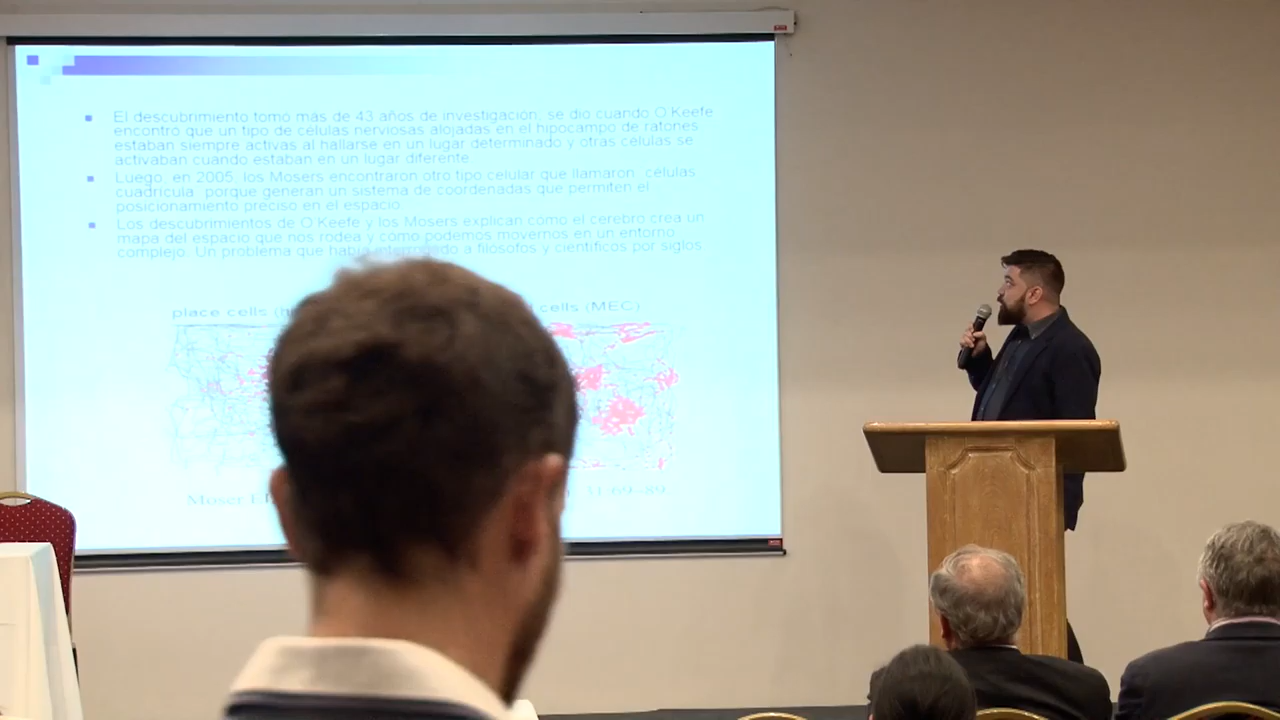 El descubrimiento tomo más de 43 años de investigación, se dio cuando O'Keefe
encontro que un tipo de células nerviosas alojadas en el hipocampo de ratones
estaban siempre activas al hallarse en un lugar determinado y otras células se
activaban cuando estaban en un lugar diferente
Luego, en 2005, los Mosers encontraron otro tipo celular que llamaron, células
cuadrícula, porque generan un sistema de coordenadas que permiten el
posicionamiento preciso en el espacio
Los descubrimientos de O'Keefe y los Mosers explican como el cerebro crea un
mapa del espacio que nos rodea y cómo podemos movernos en un entorno
complejo. Un problema que había interrogado a filósofos y científicos por siglos
place cells cells (MEC)
Moser 31:69-89